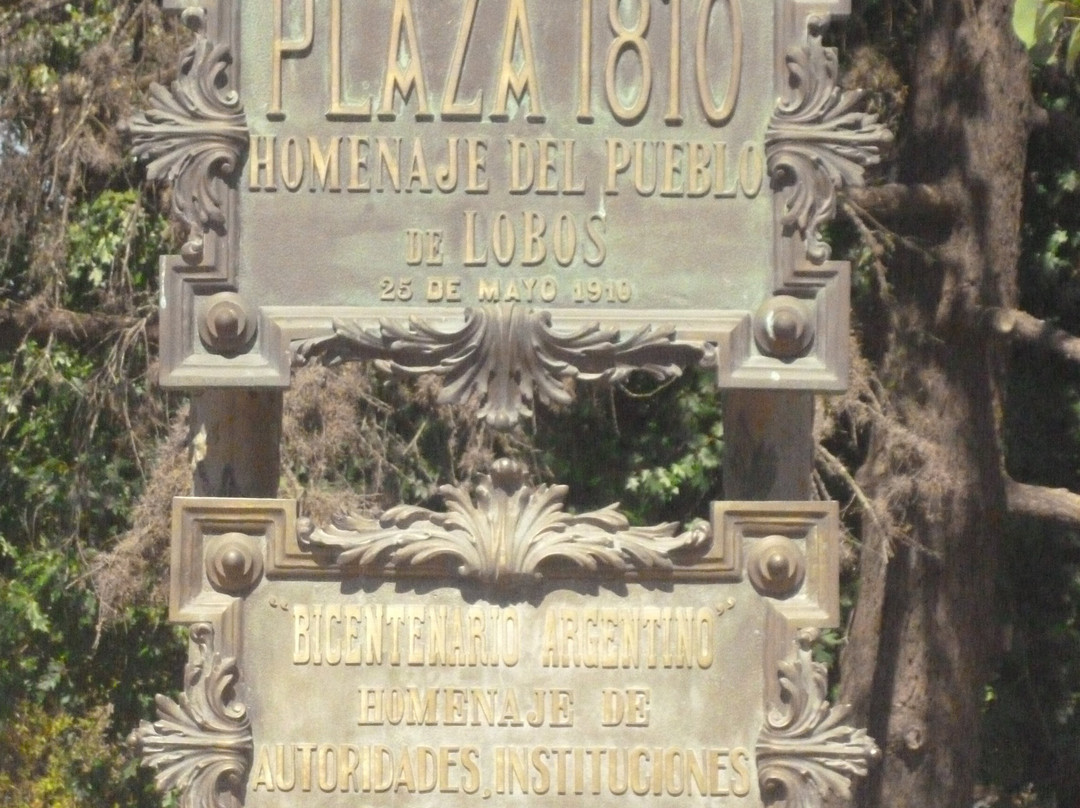 PLAZA 1810
HOMENAJE DEL PUEBLO
DE LOBOS
25 DE MAYO 1910
"BICENTENARIO ARGENTINO"
HOMENAJE DE
AUTORIDADES, INSTITUCIONES